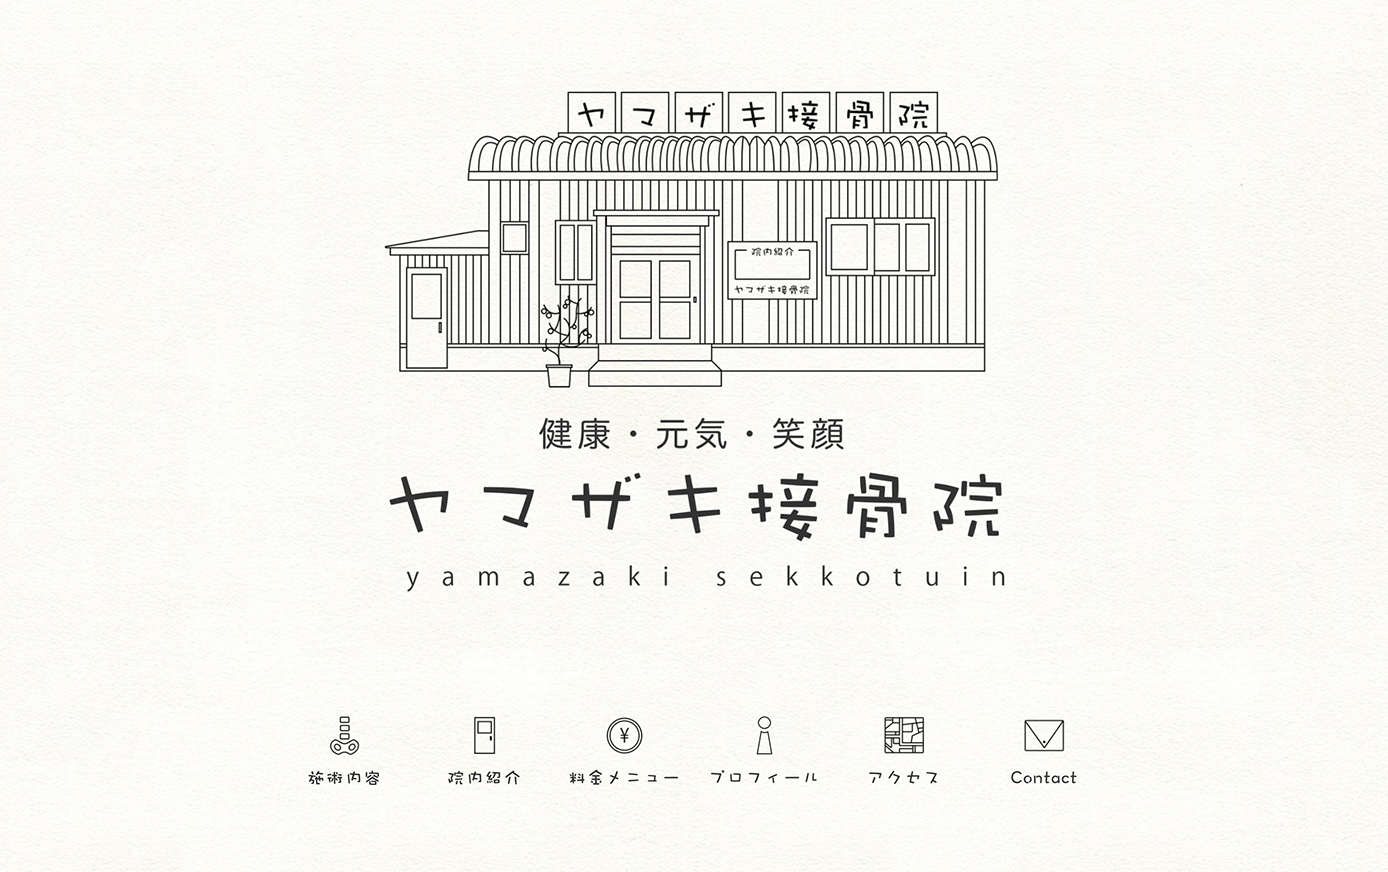 ヤマザキ接骨院
院内紹介
ヤマザキ接骨院
健康・元気・笑顔
ヤマザキ接骨院
yamazaki sekkotuin
施術内容 院内紹介 料金メニュー プロフィール アクセス Contact